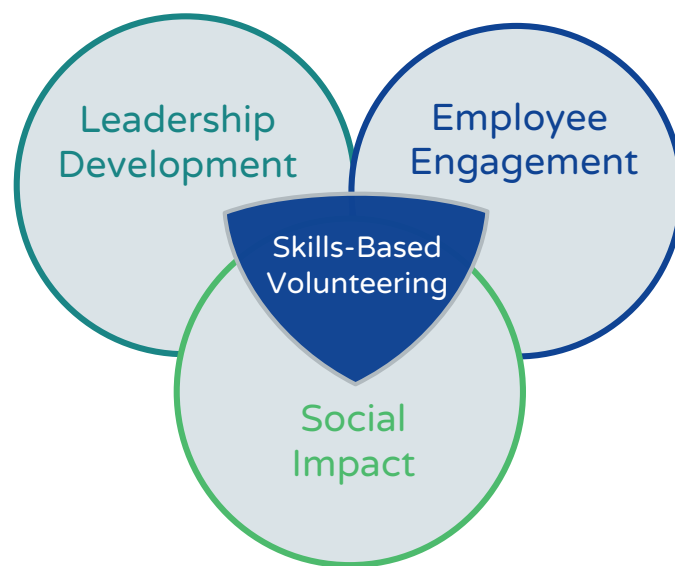 Leadership
Development
Employee
Engagement
Skills-Based
Volunteering
Social
Impact